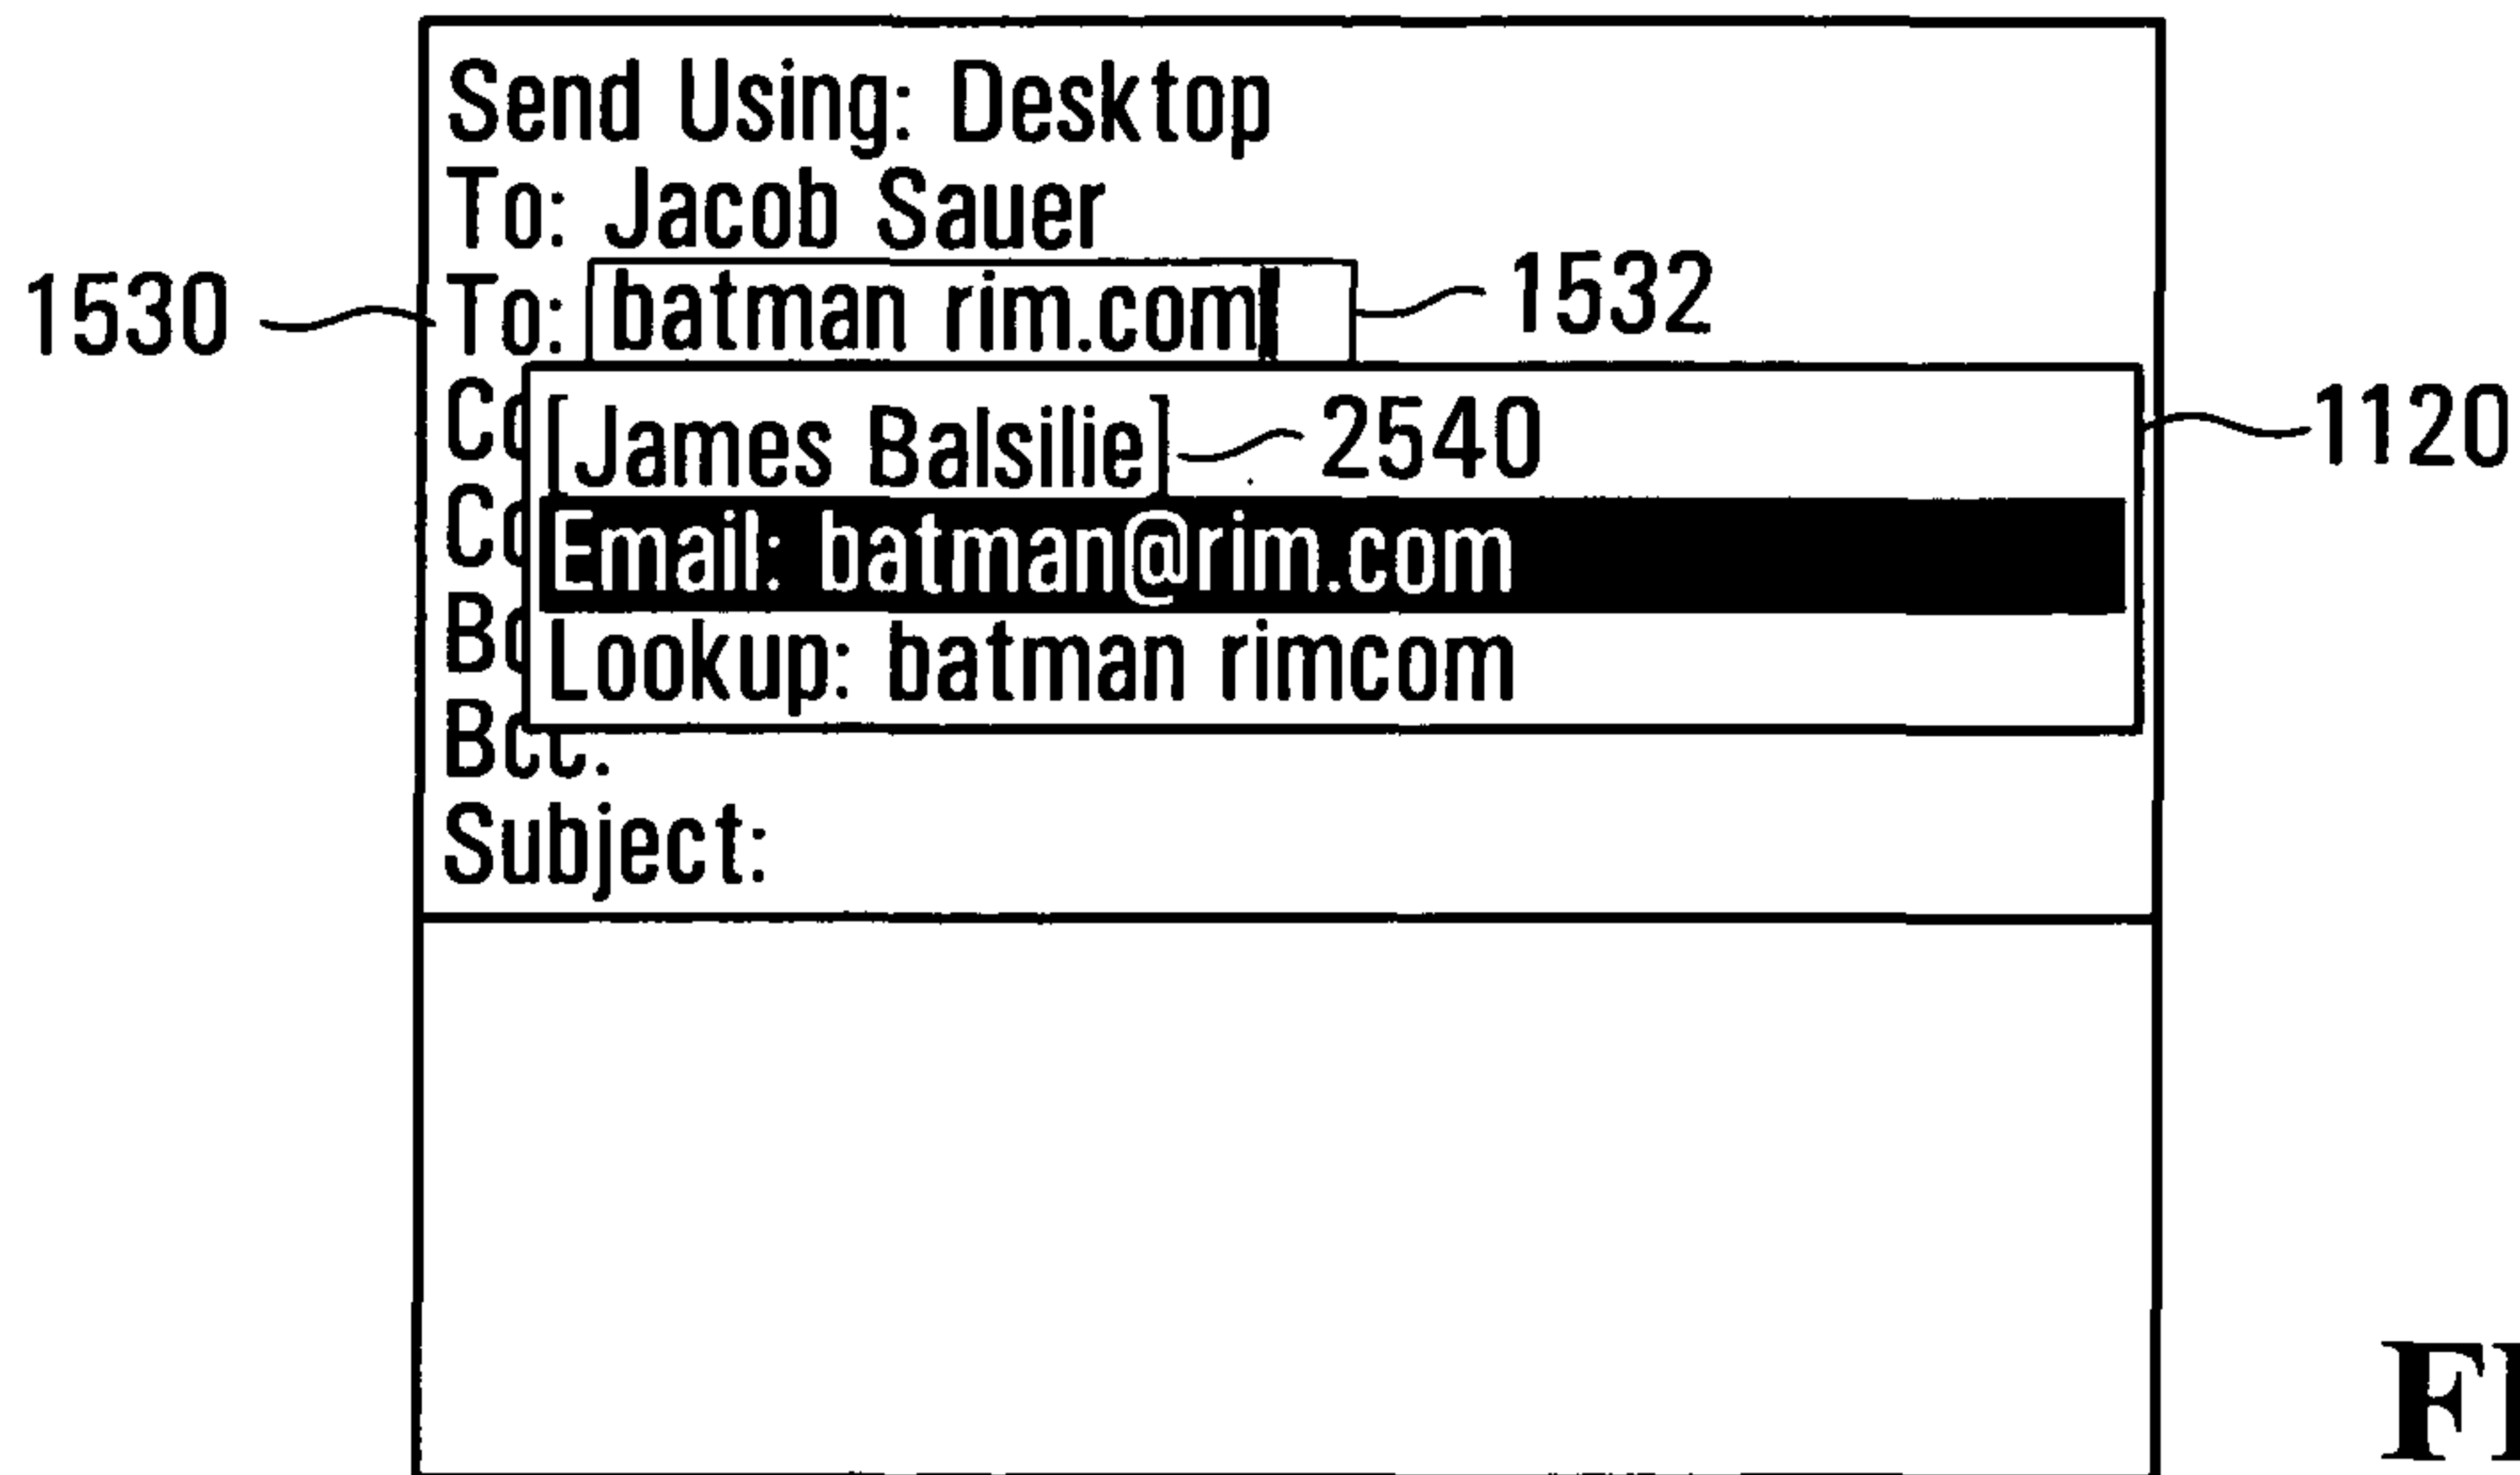 Send Using: Desktop
To: Jacob Sauer
1530 To: batman rim.com 1532
[James Balsilie] 2540 1120
Email: batman@rim.com
Lookup: batman rimcom
Bcc:
Subject: